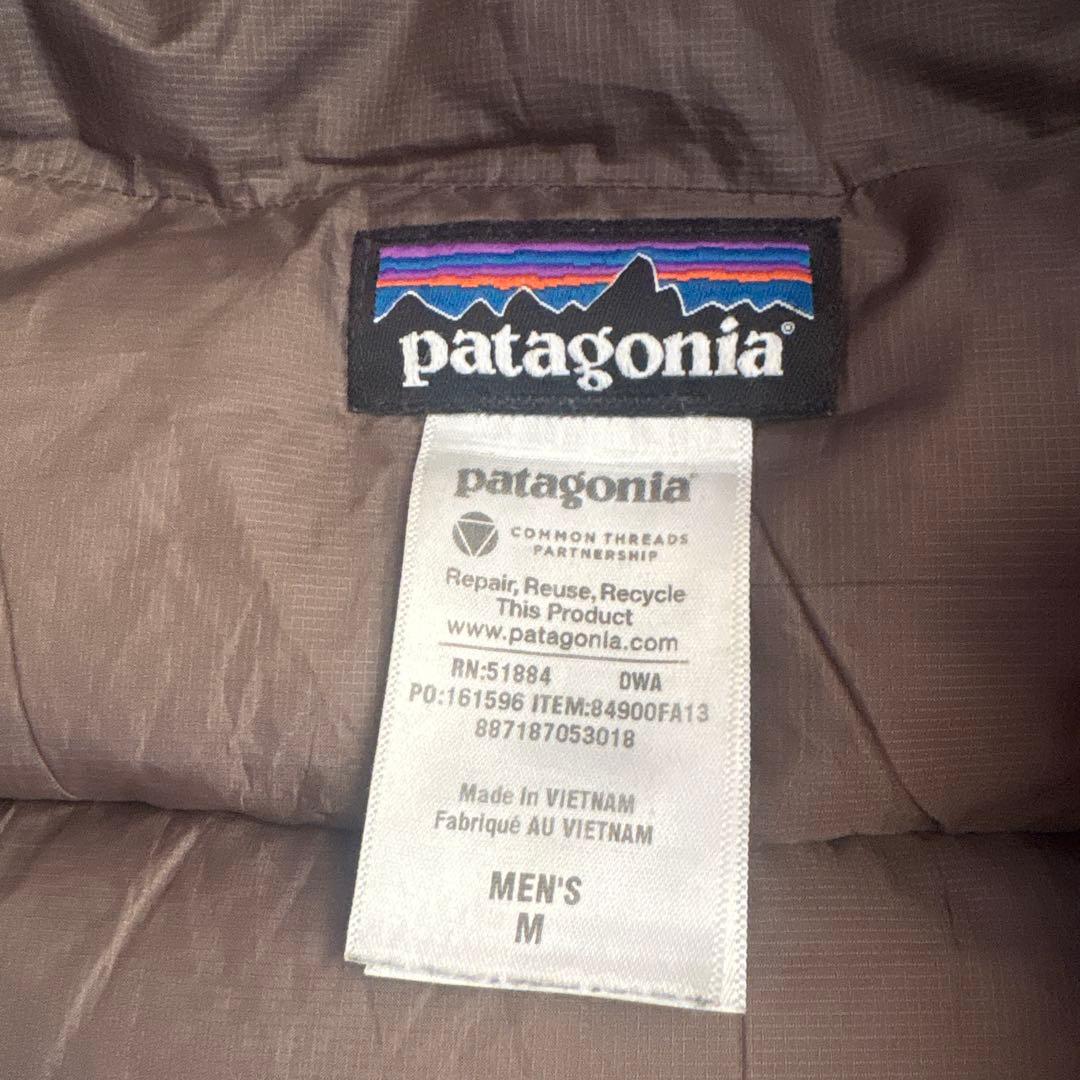 patagonia®
patagonia
COMMON THREADS
PARTNERSHIP
Repair, Reuse, Recycle
This Product
www.patagonia.com
RN:51884 DWA
PO:161596 ITEM:84900FA13
887187053018
Made In VIETNAM
Fabriqué AU VIETNAM
MEN'S
M